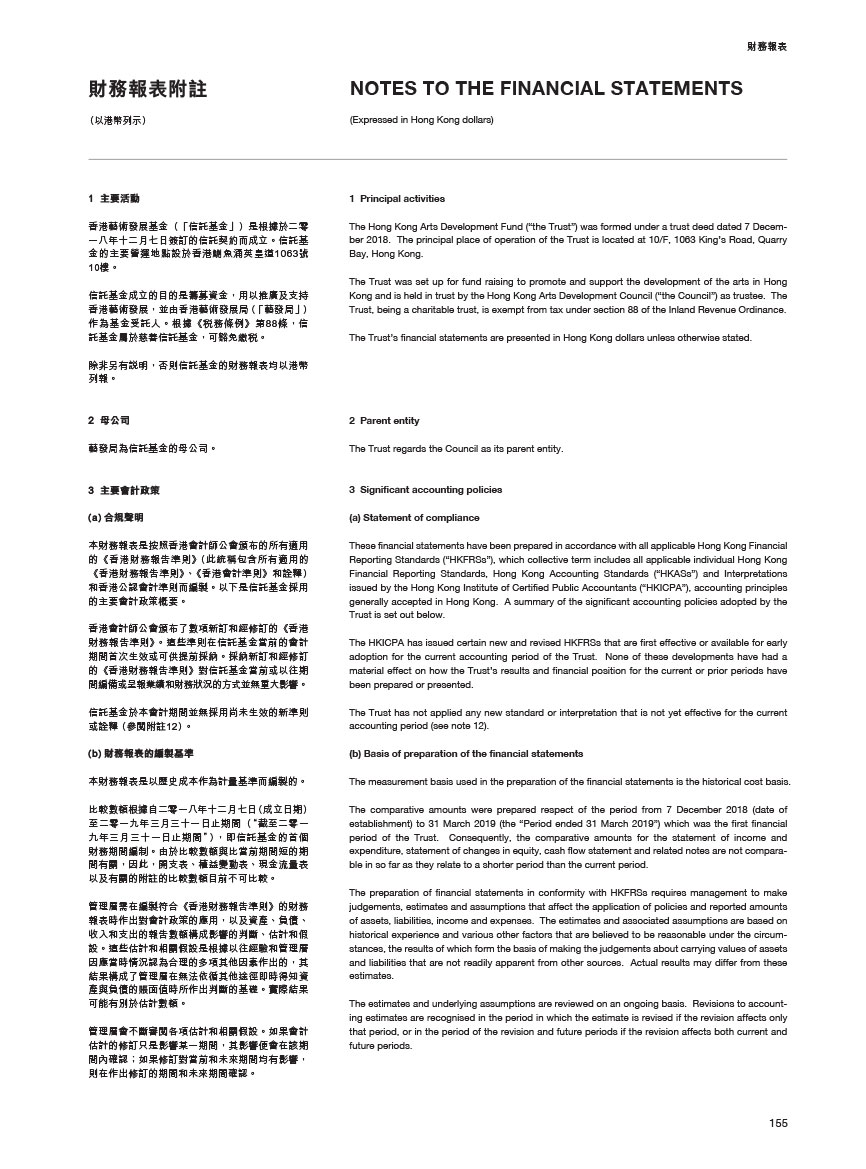 財務報表
財務報表附註
（以港幣列示）
1 主要活動
香港藝術發展基金（「信託基金」）是根據於二零
一八年十二月七日簽訂的信託契約而成立。信託基
金的主要營運地點設於香港鰂魚涌英皇道1063號
10樓。
信託基金成立的目的是籌募資金，用以推廣及支持
香港藝術發展，並由香港藝術發展局（「藝發局」）
作為基金受託人。根據《稅務條例》第88條，信
託基金屬於慈善信託基金，可豁免繳稅。
除非另有說明，否則信託基金的財務報表均以港幣
列報。
2 母公司
藝發局為信託基金的母公司。
3 主要會計政策
(a) 合規聲明
本財務報表是按照香港會計師公會頒布的所有適用
的《香港財務報告準則》（此統稱包含所有適用的
《香港財務報告準則》、《香港會計準則》和詮釋）
和香港公認會計準則而編製。以下是信託基金採用
的主要會計政策概要。
香港會計師公會頒布了數項新訂和經修訂的《香港
財務報告準則》。這些準則在信託基金當前的會計
期間首次生效或可供提前採納。採納新訂和經修訂
的《香港財務報告準則》對信託基金當前或以往期
間編備或呈報業績和財務狀況的方式並無重大影響。
信託基金於本會計期間並無採用尚未生效的新準則
或詮釋（參閱附註12）。
(b) 財務報表的編製基準
本財務報表是以歷史成本作為計量基準而編製的。
比較數額根據自二零一八年十二月七日（成立日期）
至二零一九年三月三十一日止期間（"截至二零一
九年三月三十一日止期間"），即信託基金的首個
財務期間編制。由於比較數額與比當前期間短的期
間有關，因此，開支表、權益變動表、現金流量表
以及有關的附註的比較數額目前不可比較。
管理層需在編製符合《香港財務報告準則》的財務
報表時作出對會計政策的應用，以及資產、負債、
收入和支出的報告數額構成影響的判斷、估計和假
設。這些估計和相關假設是根據以往經驗和管理層
因應當時情況認為合理的多項其他因素作出的，其
結果構成了管理層在無法依循其他途徑即時得知資
產與負債的賬面值時所作出判斷的基礎。實際結果
可能有別於估計數額。
管理層會不斷審閱各項估計和相關假設。如果會計
估計的修訂只是影響某一期間，其影響便會在該期
間內確認；如果修訂對當前和未來期間均有影響，
則在作出修訂的期間和未來期間確認。
NOTES TO THE FINANCIAL STATEMENTS
(Expressed in Hong Kong dollars)
1 Principal activities
The Hong Kong Arts Development Fund (“the Trust”) was formed under a trust deed dated 7 Decem-
ber 2018. The principal place of operation of the Trust is located at 10/F, 1063 King’s Road, Quarry
Bay, Hong Kong.
The Trust was set up for fund raising to promote and support the development of the arts in Hong
Kong and is held in trust by the Hong Kong Arts Development Council (“the Council”) as trustee. The
Trust, being a charitable trust, is exempt from tax under section 88 of the Inland Revenue Ordinance.
The Trust’s financial statements are presented in Hong Kong dollars unless otherwise stated.
2 Parent entity
The Trust regards the Council as its parent entity.
3 Significant accounting policies
(a) Statement of compliance
These financial statements have been prepared in accordance with all applicable Hong Kong Financial
Reporting Standards (“HKFRSs”), which collective term includes all applicable individual Hong Kong
Financial Reporting Standards, Hong Kong Accounting Standards (“HKASs”) and Interpretations
issued by the Hong Kong Institute of Certified Public Accountants (“HKICPA”), accounting principles
generally accepted in Hong Kong. A summary of the significant accounting policies adopted by the
Trust is set out below.
The HKICPA has issued certain new and revised HKFRSs that are first effective or available for early
adoption for the current accounting period of the Trust. None of these developments have had a
material effect on how the Trust’s results and financial position for the current or prior periods have
been prepared or presented.
The Trust has not applied any new standard or interpretation that is not yet effective for the current
accounting period (see note 12).
(b) Basis of preparation of the financial statements
The measurement basis used in the preparation of the financial statements is the historical cost basis.
The comparative amounts were prepared respect of the period from 7 December 2018 (date of
establishment) to 31 March 2019 (the “Period ended 31 March 2019”) which was the first financial
period of the Trust. Consequently, the comparative amounts for the statement of income and
expenditure, statement of changes in equity, cash flow statement and related notes are not compara-
ble in so far as they relate to a shorter period than the current period.
The preparation of financial statements in conformity with HKFRSs requires management to make
judgements, estimates and assumptions that affect the application of policies and reported amounts
of assets, liabilities, income and expenses. The estimates and associated assumptions are based on
historical experience and various other factors that are believed to be reasonable under the circum-
stances, the results of which form the basis of making the judgements about carrying values of assets
and liabilities that are not readily apparent from other sources. Actual results may differ from these
estimates.
The estimates and underlying assumptions are reviewed on an ongoing basis. Revisions to account-
ing estimates are recognised in the period in which the estimate is revised if the revision affects only
that period, or in the period of the revision and future periods if the revision affects both current and
future periods.
155